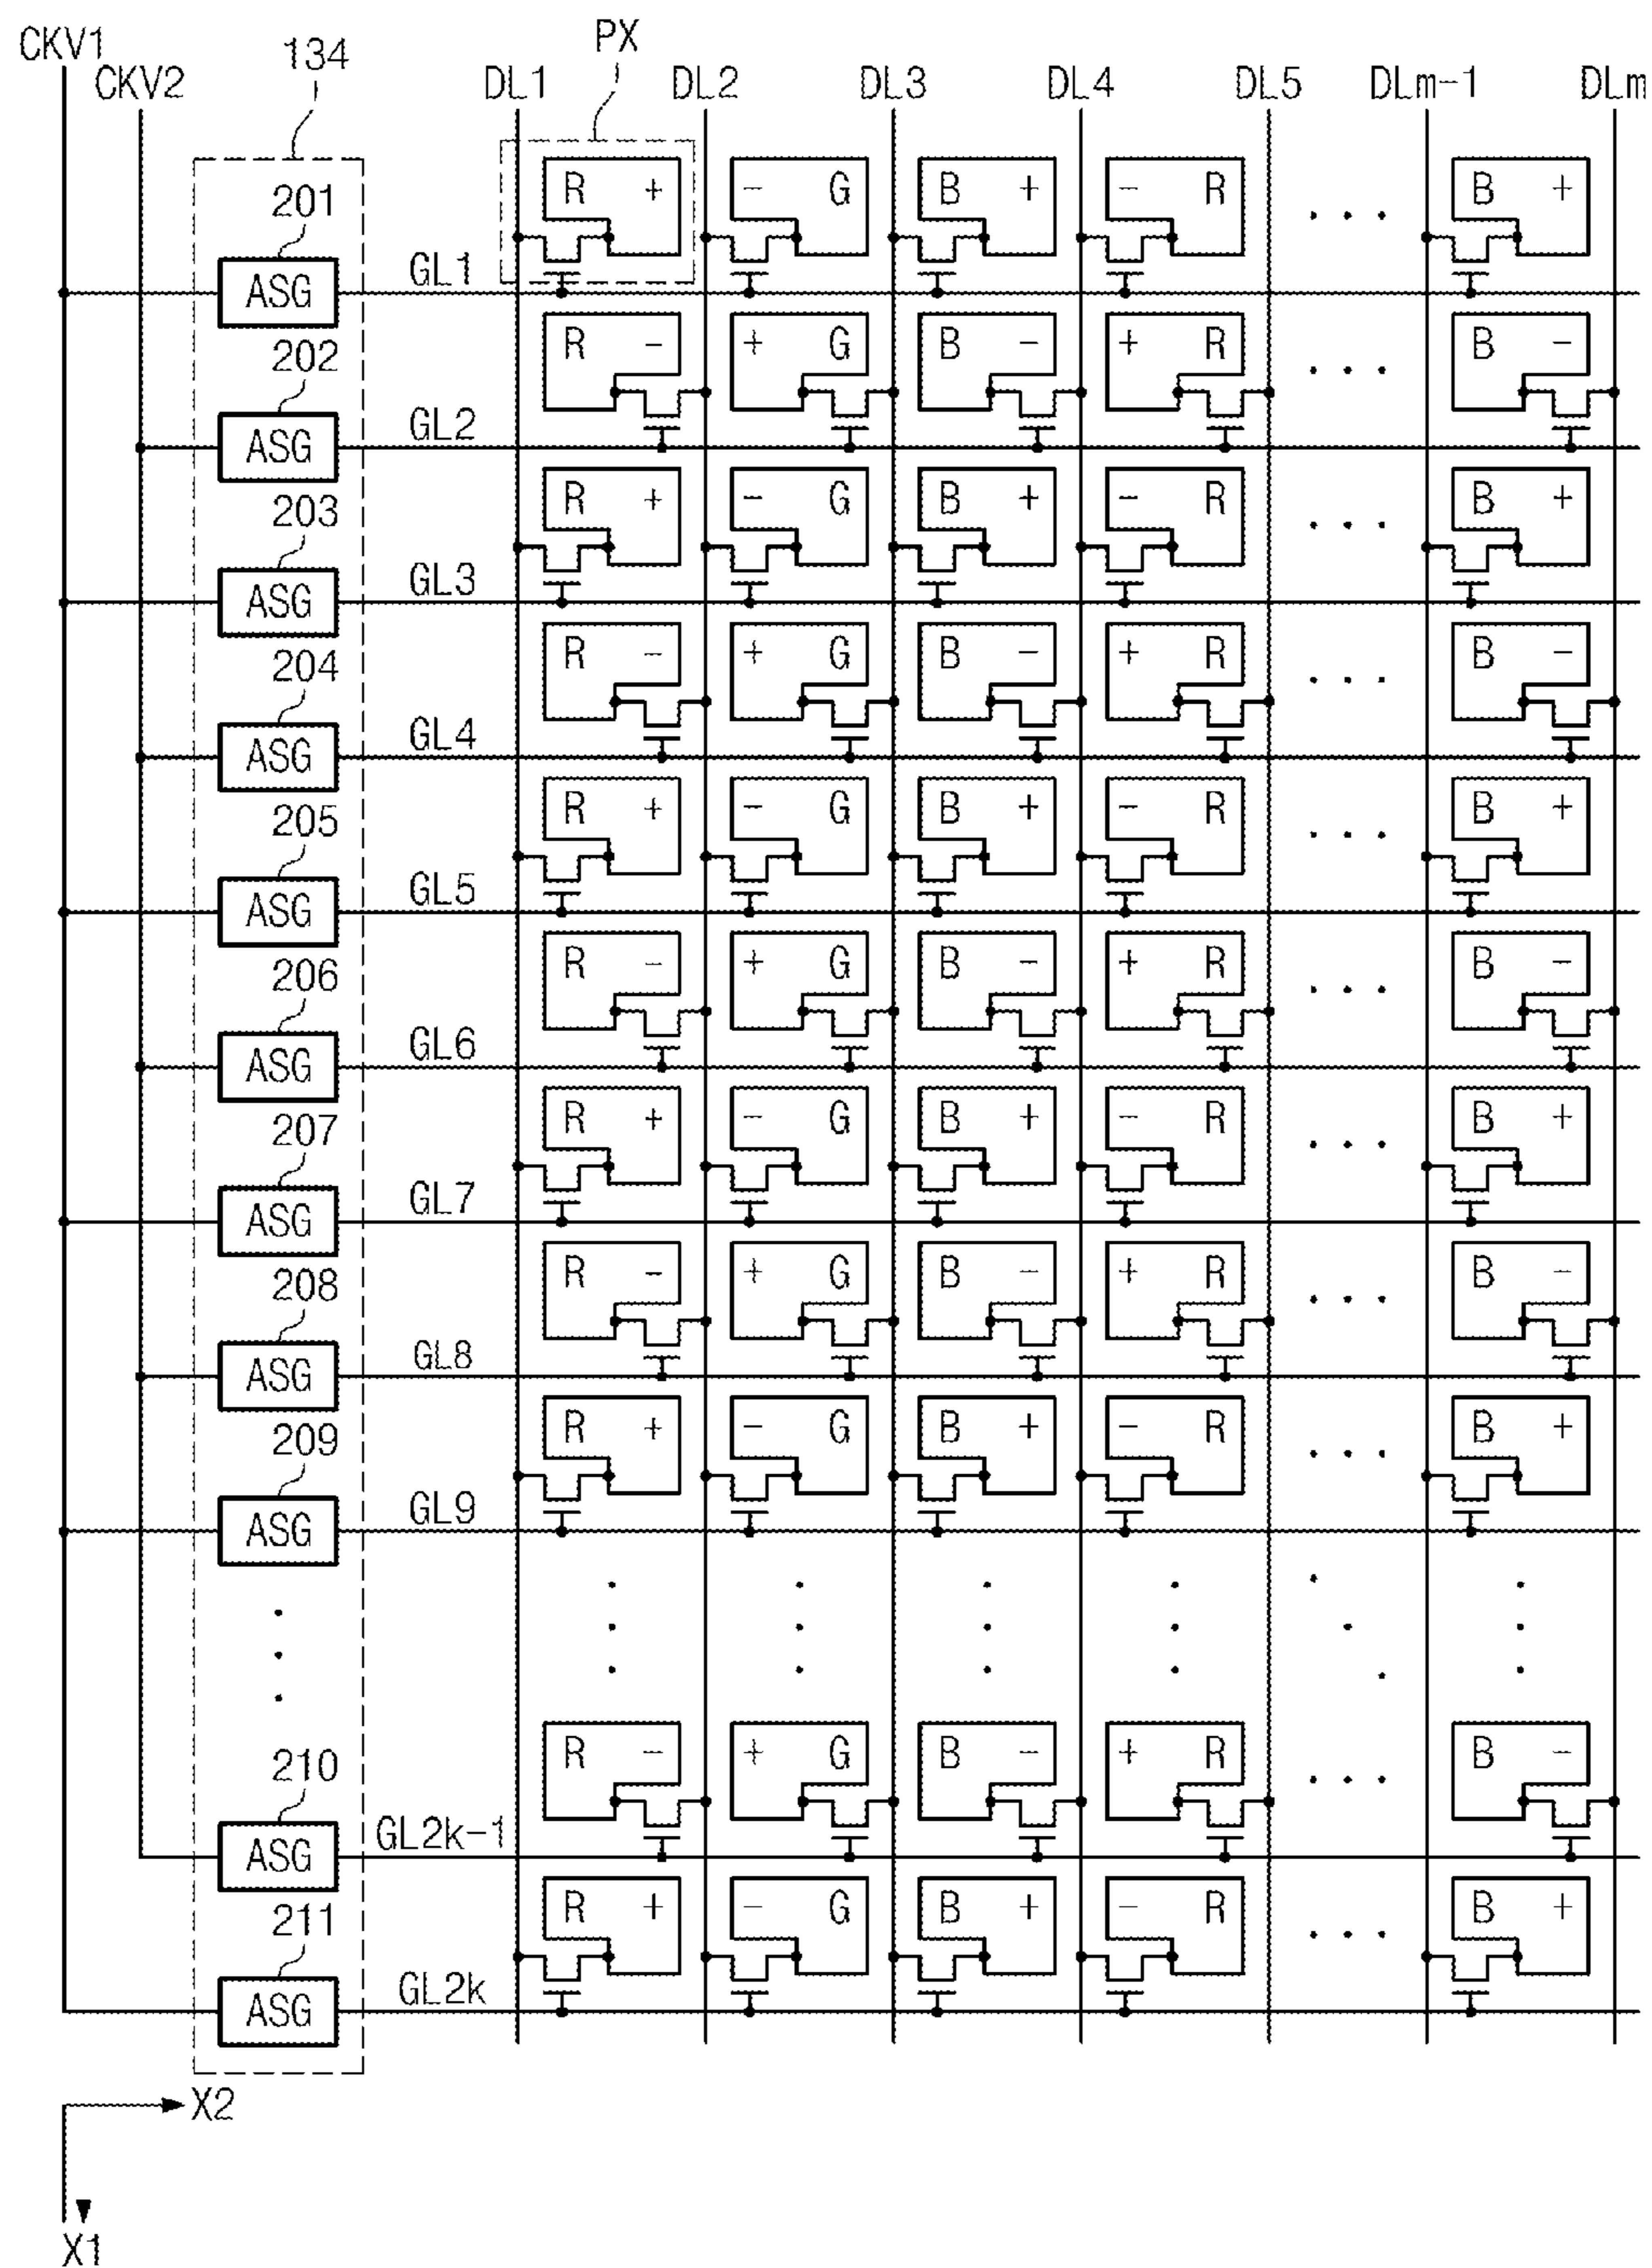 CKV1
CKV2
134
PX
DL1 DL2 DL3 DL4 DL5 DLm-1 DLm
201
R + - G B + - R B +
ASG GL1
202
R - + G B - + R B -
ASG GL2
203
R + - G B + - R B +
ASG GL3
204
R - + G B - + R B -
ASG GL4
205
R + - G B + - R B +
ASG GL5
206
R - + G B - + R B -
ASG GL6
207
R + - G B + - R B +
ASG GL7
208
R - + G B - + R B -
ASG GL8
209
R + - G B + - R B +
ASG GL9
210
R - + G B - + R B -
ASG GL2k-1
211
R + - G B + - R B +
ASG GL2k
X2
X1